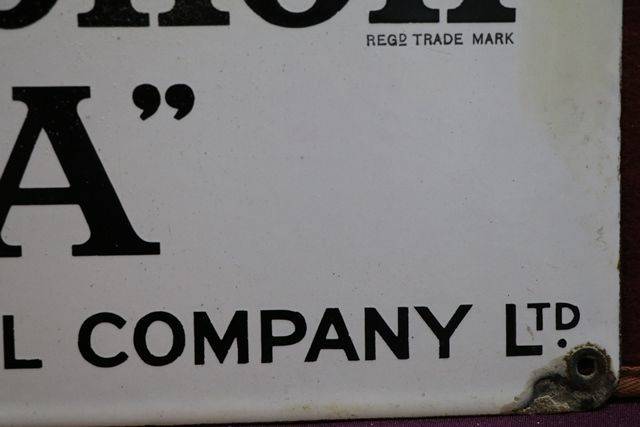 REGD TRADE MARK
A”
L COMPANY LTD.